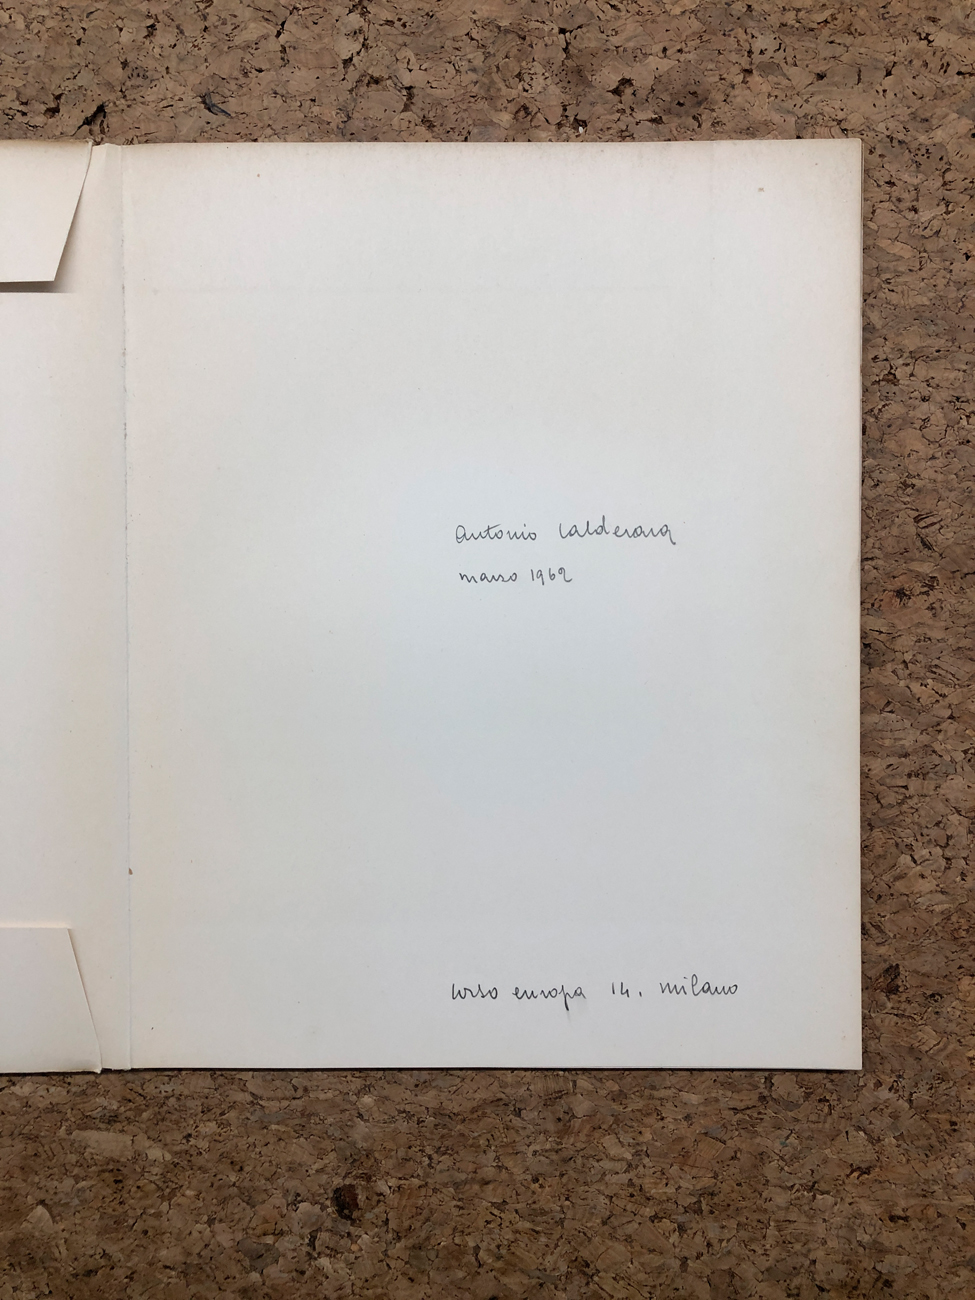 antonio calderara
marzo 1962
corso europa 14. milano